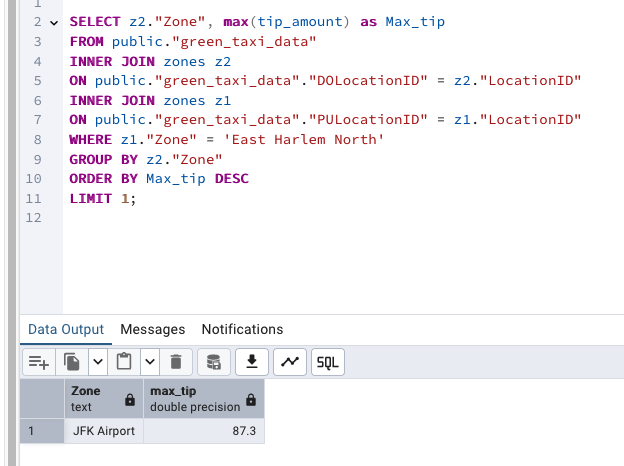 1
2 SELECT z2."Zone", max(tip_amount) as Max_tip
3 FROM public."green_taxi_data"
4 INNER JOIN zones z2
5 ON public."green_taxi_data"."DOLocationID" = z2."LocationID"
6 INNER JOIN zones z1
7 ON public."green_taxi_data"."PULocationID" = z1."LocationID"
8 WHERE z1."Zone" = 'East Harlem North'
9 GROUP BY z2."Zone"
10 ORDER BY Max_tip DESC
11 LIMIT 1;
12
Data Output Messages Notifications
SQL
Zone max_tip
text double precision
1 JFK Airport 87.3